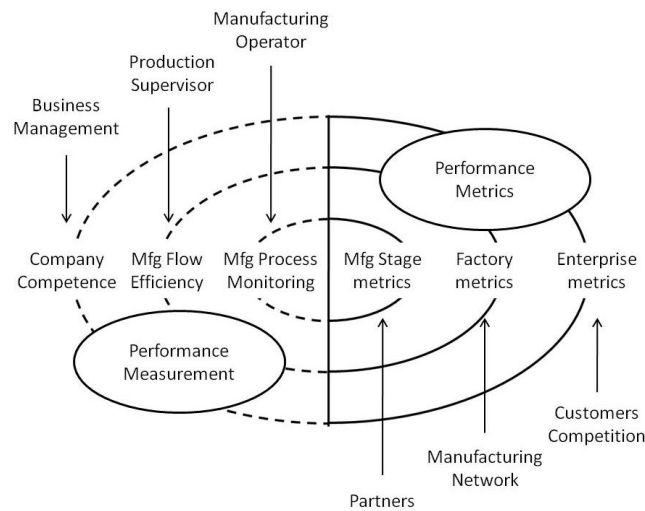 Manufacturing
Operator
Production
Supervisor
Business
Management
Performance
Metrics
Company
Competence
Mfg Flow
Efficiency
Mfg Process
Monitoring
Mfg Stage
metrics
Factory
metrics
Enterprise
metrics
Performance
Measurement
Customers
Competition
Manufacturing
Network
Partners